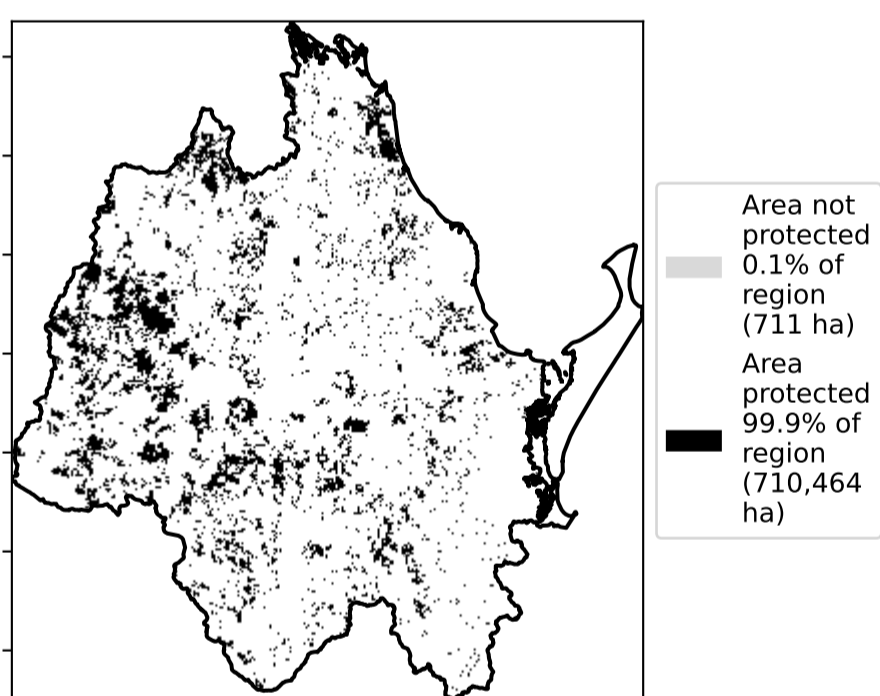 Area not
protected
0.1% of
region
(711 ha)
Area
protected
99.9% of
region
(710,464
ha)